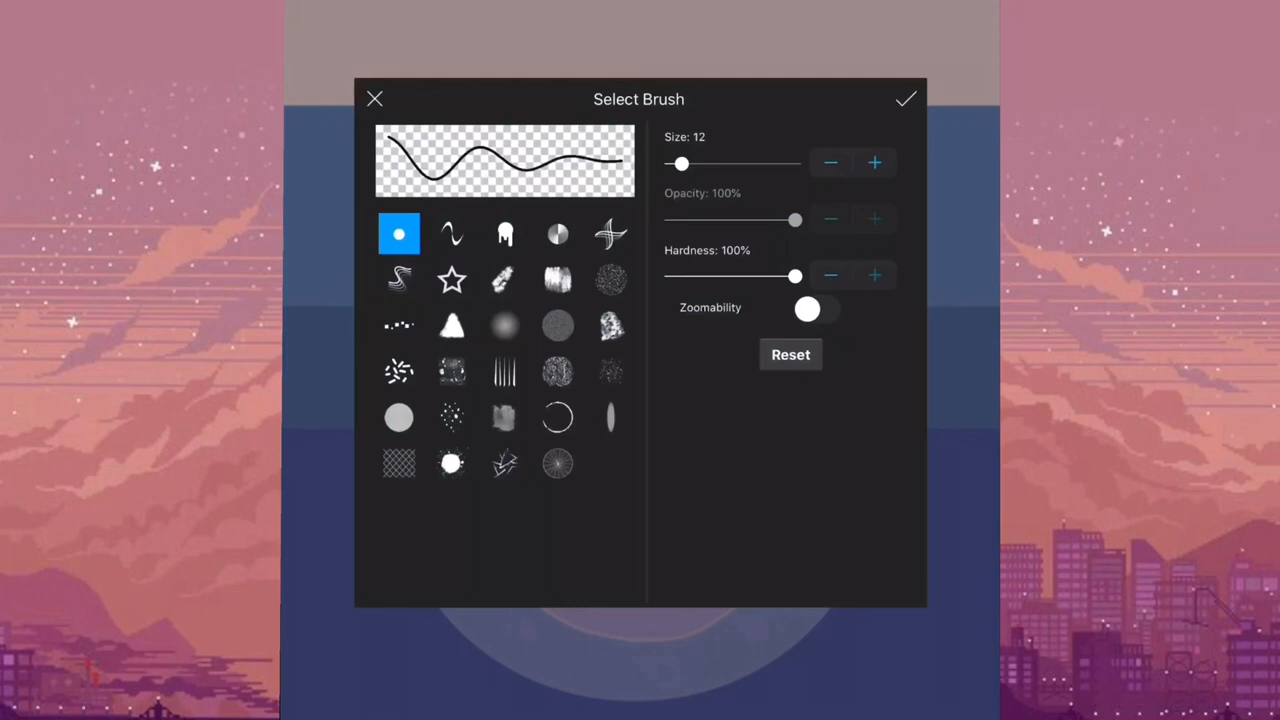 Select Brush
Size: 12
Opacity: 100%
Hardness: 100%
Zoomability
Reset